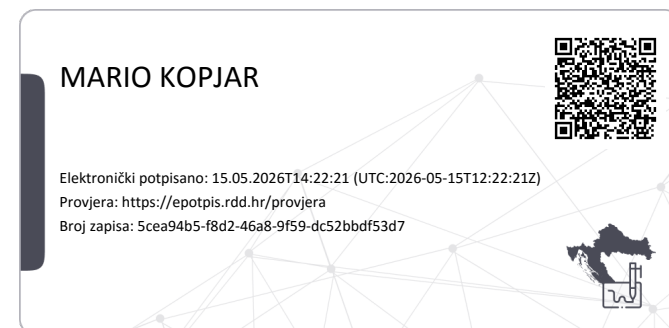 MARIO KOPJAR
Elektronički potpisano: 15.05.2026T14:22:21 (UTC:2026-05-15T12:22:21Z)
Provjera: https://epotpis.rdd.hr/provjera
Broj zapisa: 5cea94b5-f8d2-46a8-9f59-dc52bbdf53d7